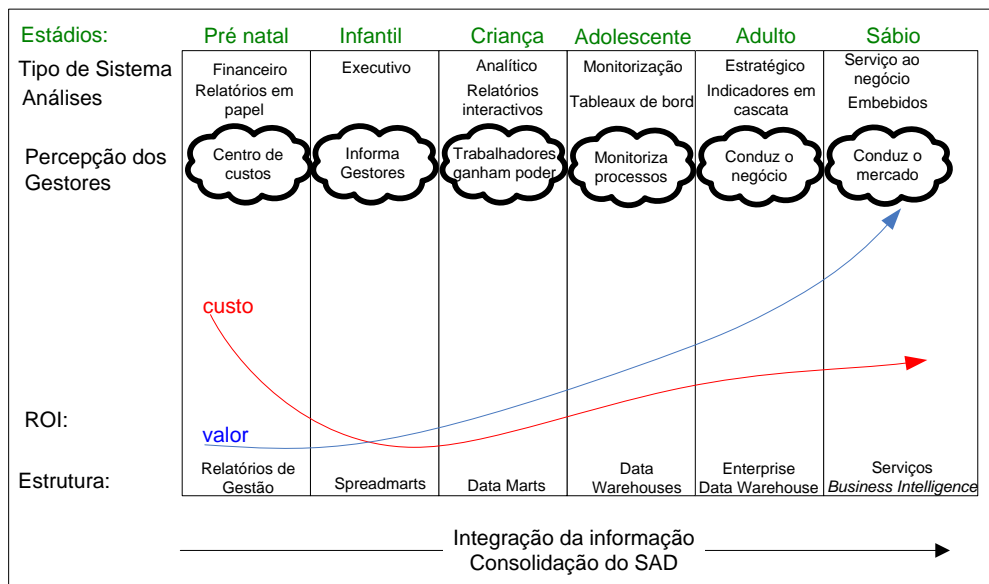 Estádios:
Pré natal
Infantil
Criança
Adolescente
Adulto
Sábio
Tipo de Sistema
Financeiro
Executivo
Analítico
Monitorização
Estratégico
Serviço ao
negócio
Análises
Relatórios em
papel
Relatórios
interactivos
Tableaux de bord
Indicadores em
cascata
Embebidos
Percepção dos
Gestores
Centro de
custos
Informa
Gestores
Trabalhadores
ganham poder
Monitoriza
processos
Conduz o
negócio
Conduz o
mercado
custo
ROI:
valor
Estrutura:
Relatórios de
Gestão
Spreadmarts
Data Marts
Data
Warehouses
Enterprise
Data Warehouse
Serviços
Business Intelligence
Integração da informação
Consolidação do SAD